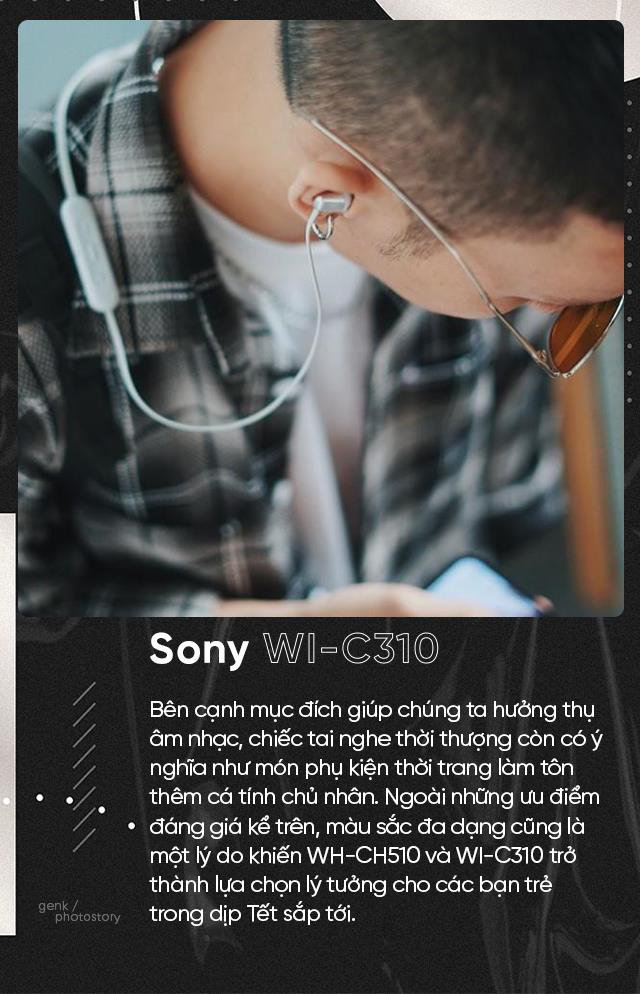 Sony WI-C310
Bên cạnh mục đích giúp chúng ta hưởng thụ
âm nhạc, chiếc tai nghe thời thượng còn có ý
nghĩa như món phụ kiện thời trang làm tôn
thêm cá tính chủ nhân. Ngoài những ưu điểm
đáng giá kể trên, màu sắc đa dạng cũng là
một lý do khiến WH-CH510 và WI-C310 trở
thành lựa chọn lý tưởng cho các bạn trẻ
trong dịp Tết sắp tới.
genk /
photostory